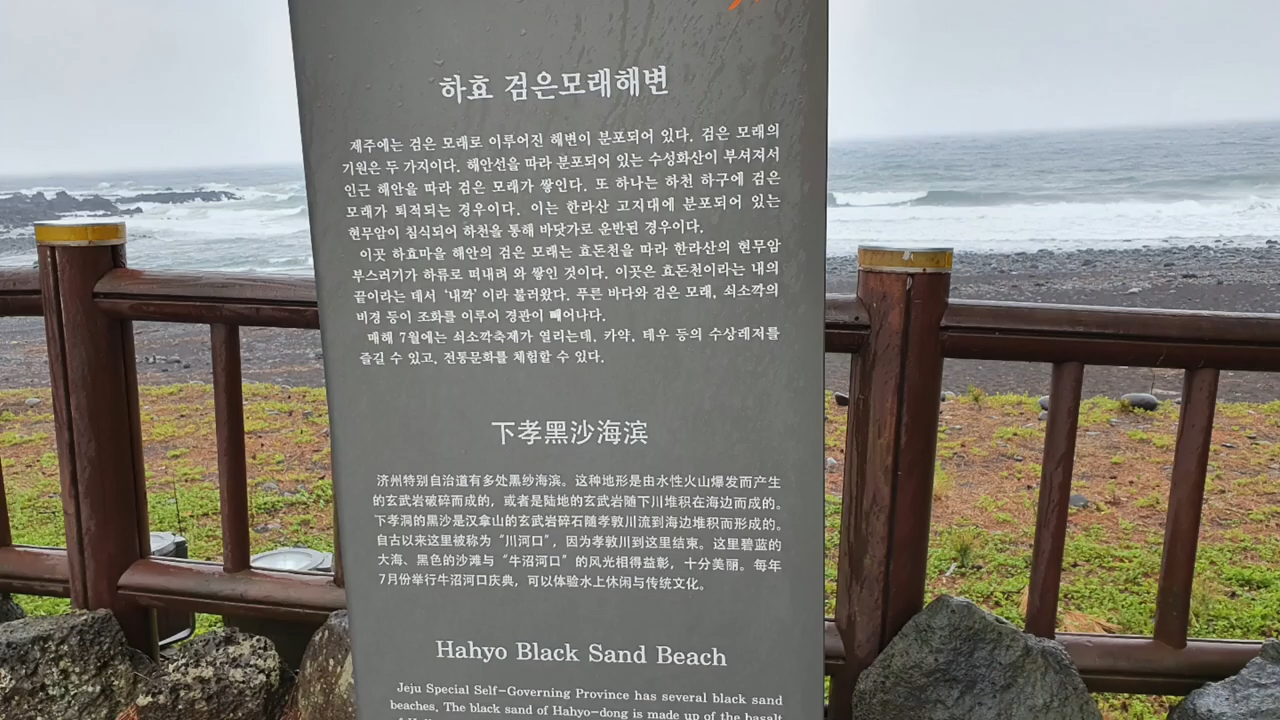 하효 검은모래해변
제주에는 검은 모래로 이루어진 해변이 분포되어 있다. 검은 모래의
기원은 두 가지이다. 해안선을 따라 분포되어 있는 수성화산이 부셔져서
인근 해안을 따라 검은 모래가 쌓인다. 또 하나는 하천 하구에 검은
모래가 퇴적되는 경우이다. 이는 한라산 고지대에 분포되어 있는
현무암이 침식되어 하천을 통해 바닷가로 운반된 경우이다.
이곳 하효마을 해안의 검은 모래는 효돈천을 따라 한라산의 현무암
부스러기가 하류로 떠내려 와 쌓인 것이다. 이곳은 효돈천이라는 내의
끝이라는 데서 '내깍' 이라 불러왔다. 푸른 바다와 검은 모래, 쇠소깍의
비경 등이 조화를 이루어 경관이 빼어나다.
매해 7월에는 쇠소깍축제가 열리는데, 카약, 테우 등의 수상레저를
즐길 수 있고, 전통문화를 체험할 수 있다.
下孝黑沙海滨
济州特别自治道有多处黑纱海滨。这种地形是由水性火山爆发而产生
的玄武岩破碎而成的，或者是陆地的玄武岩随下川堆积在海边而成的。
下孝洞的黑沙是汉拿山的玄武岩碎石随孝敦川流到海边堆积而形成的。
自古以来这里被称为“川河口”，因为孝敦川到这里结束。这里碧蓝的
大海、黑色的沙滩与“牛沼河口”的风光相得益彰，十分美丽。每年
7月份举行牛沼河口庆典，可以体验水上休闲与传统文化。
Hahyo Black Sand Beach
Jeju Special Self-Governing Province has several black sand
beaches. The black sand of Hahyo-dong is made up of the basalt